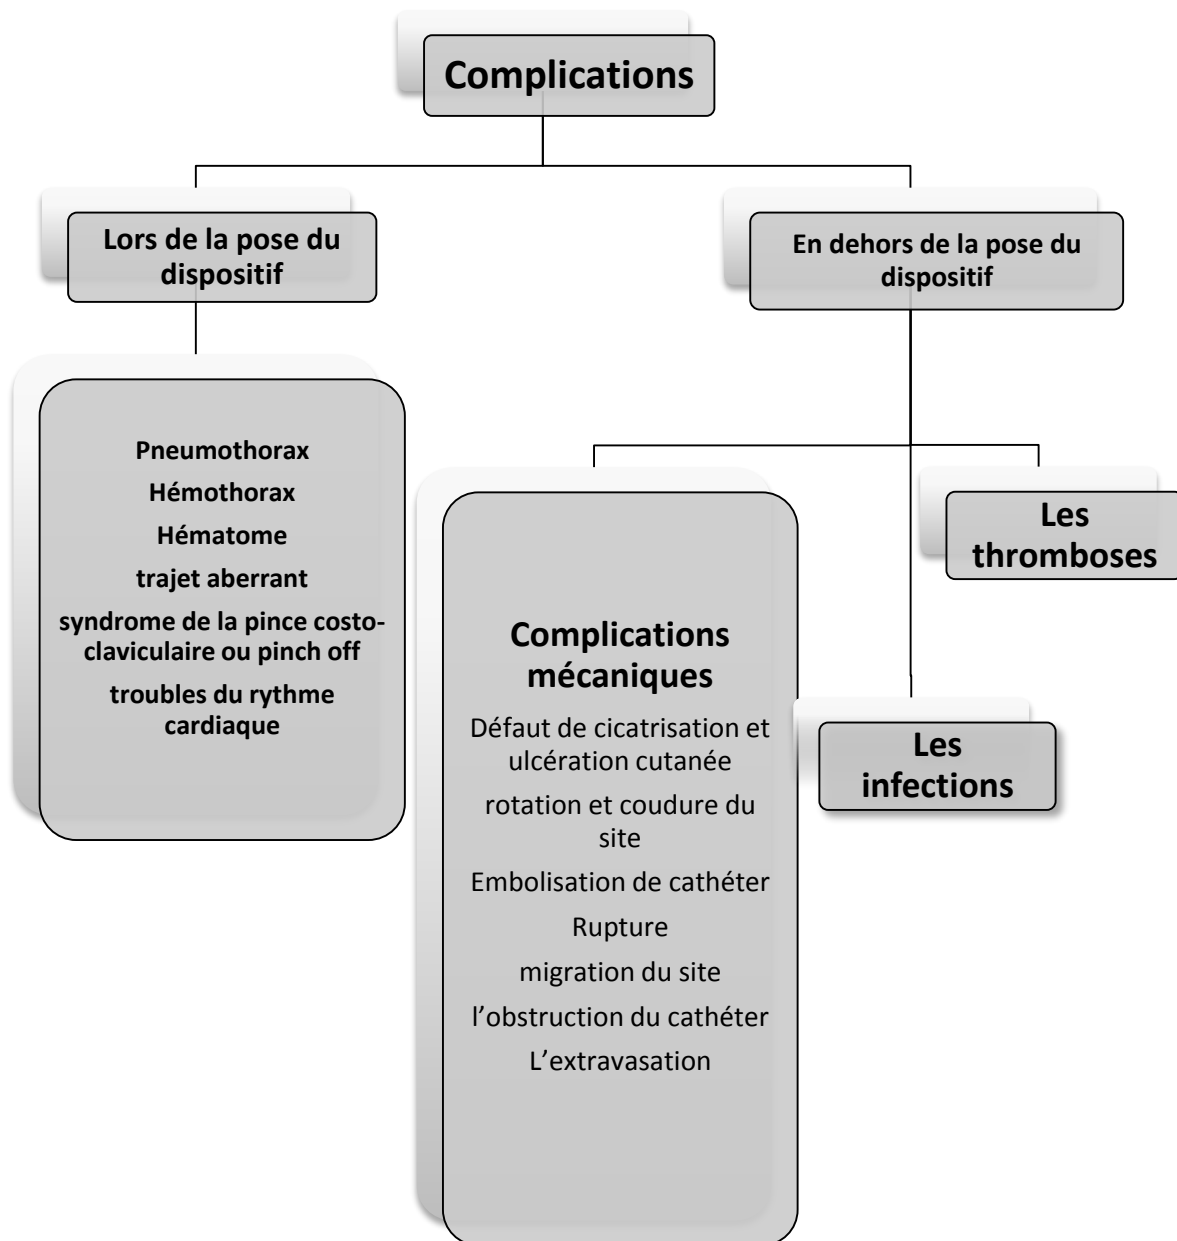 Complications
Lors de la pose du
dispositif
En dehors de la pose du
dispositif
Pneumothorax
Hémothorax
Hématome
trajet aberrant
syndrome de la pince costo-
claviculaire ou pinch off
troubles du rythme
cardiaque
Complications
mécaniques
Défaut de cicatrisation et
ulcération cutanée
rotation et coudure du
site
Embolisation de cathéter
Rupture
migration du site
l’obstruction du cathéter
L’extravasation
Les
infections
Les
thromboses